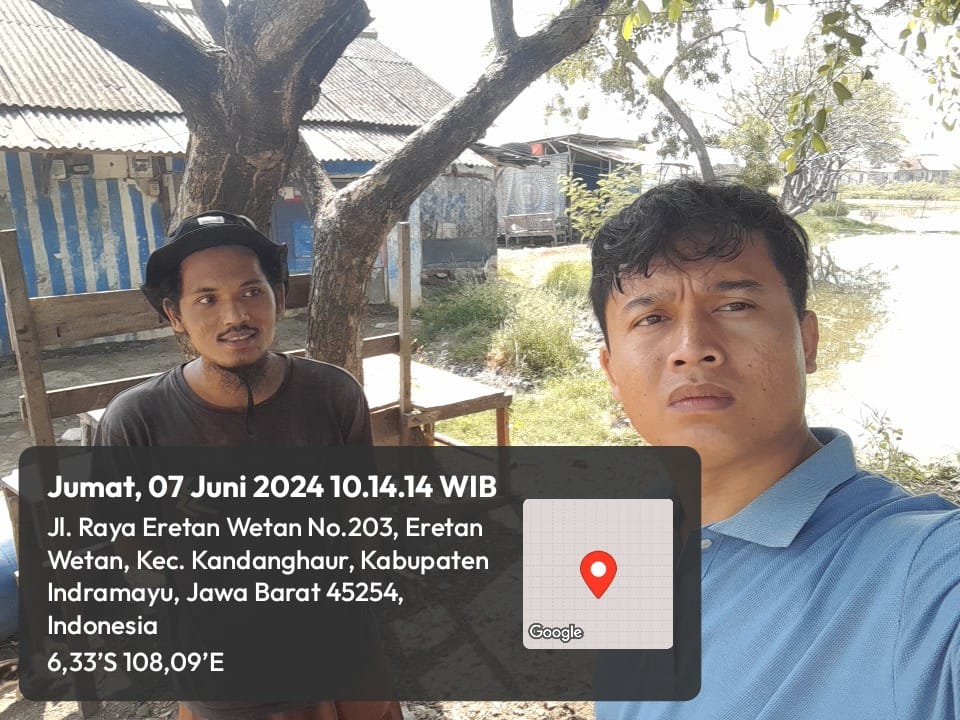 Jumat, 07 Juni 2024 10.14.14 WIB
Jl. Raya Eretan Wetan No.203, Eretan
Wetan, Kec. Kandanghaur, Kabupaten
Indramayu, Jawa Barat 45254,
Indonesia
6,33'S 108,09'E
Google